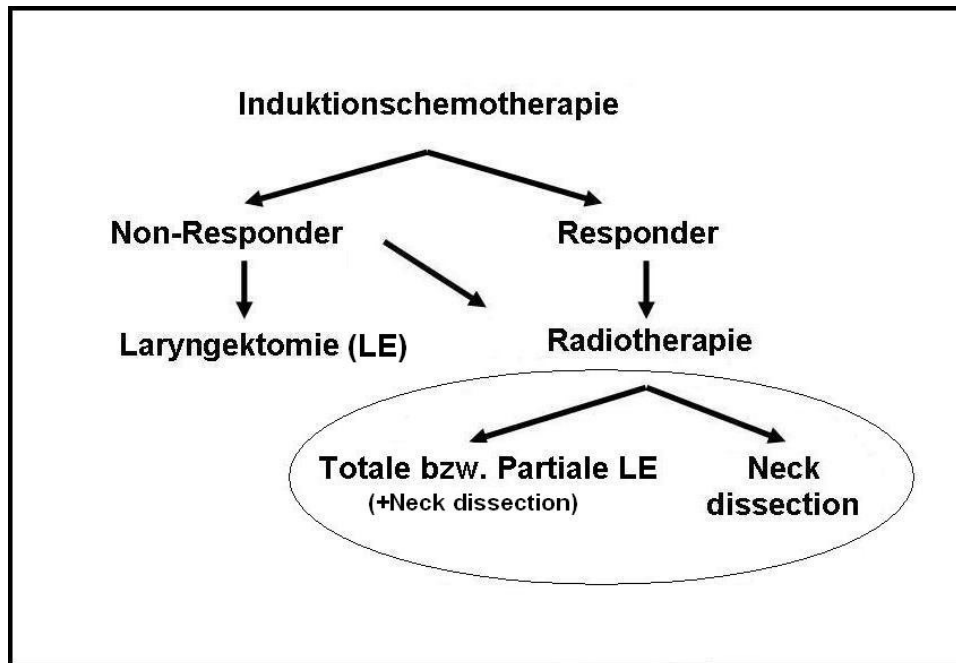 Induktionschemotherapie
Non-Responder
Responder
Laryngektomie (LE)
Radiotherapie
Totale bzw. Partiale LE
(+Neck dissection)
Neck
dissection